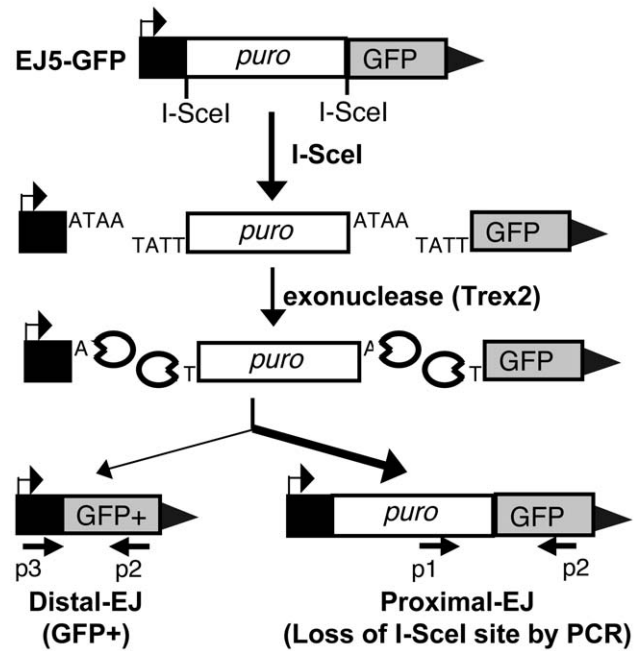 EJ5-GFP
puro
GFP
I-SceI
I-SceI
I-SceI
ATAA
TATT
puro
ATAA
TATT
GFP
exonuclease (Trex2)
A
T
puro
A
T
GFP
GFP+
puro
GFP
p3
p2
p1
p2
Distal-EJ
(GFP+)
Proximal-EJ
(Loss of I-SceI site by PCR)